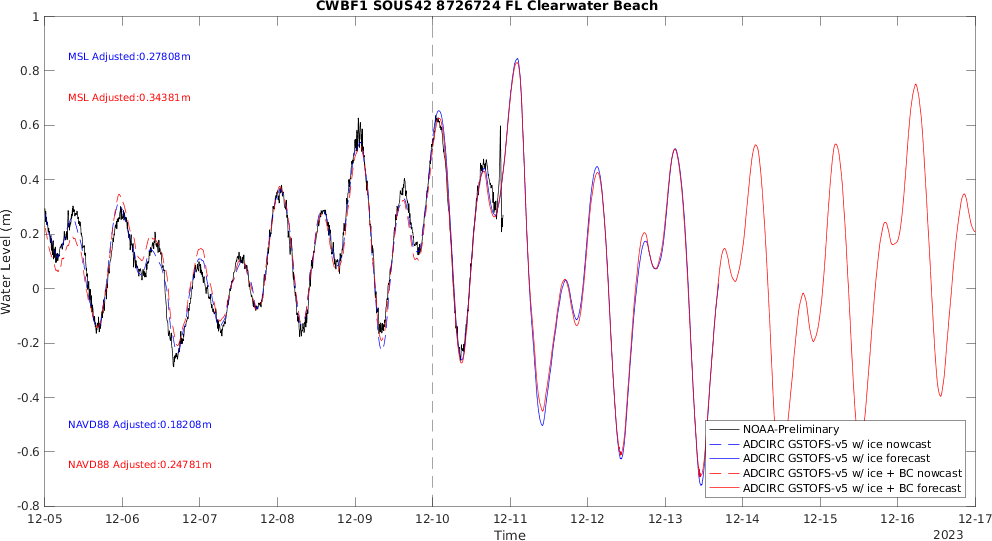 CWBF1 SOUS42 8726724 FL Clearwater Beach
1
0.8
0.6
0.4
0.2
0
-0.2
-0.4
-0.6
-0.8
Water Level (m)
MSL Adjusted:0.27808m
MSL Adjusted:0.34381m
NAVD88 Adjusted:0.18208m
NAVD88 Adjusted:0.24781m
NOAA-Preliminary
ADCIRC GSTOFS-v5 w/ ice nowcast
ADCIRC GSTOFS-v5 w/ ice forecast
ADCIRC GSTOFS-v5 w/ ice + BC nowcast
ADCIRC GSTOFS-v5 w/ ice + BC forecast
12-05 12-06 12-07 12-08 12-09 12-10 12-11 12-12 12-13 12-14 12-15 12-16 12-17
Time
2023